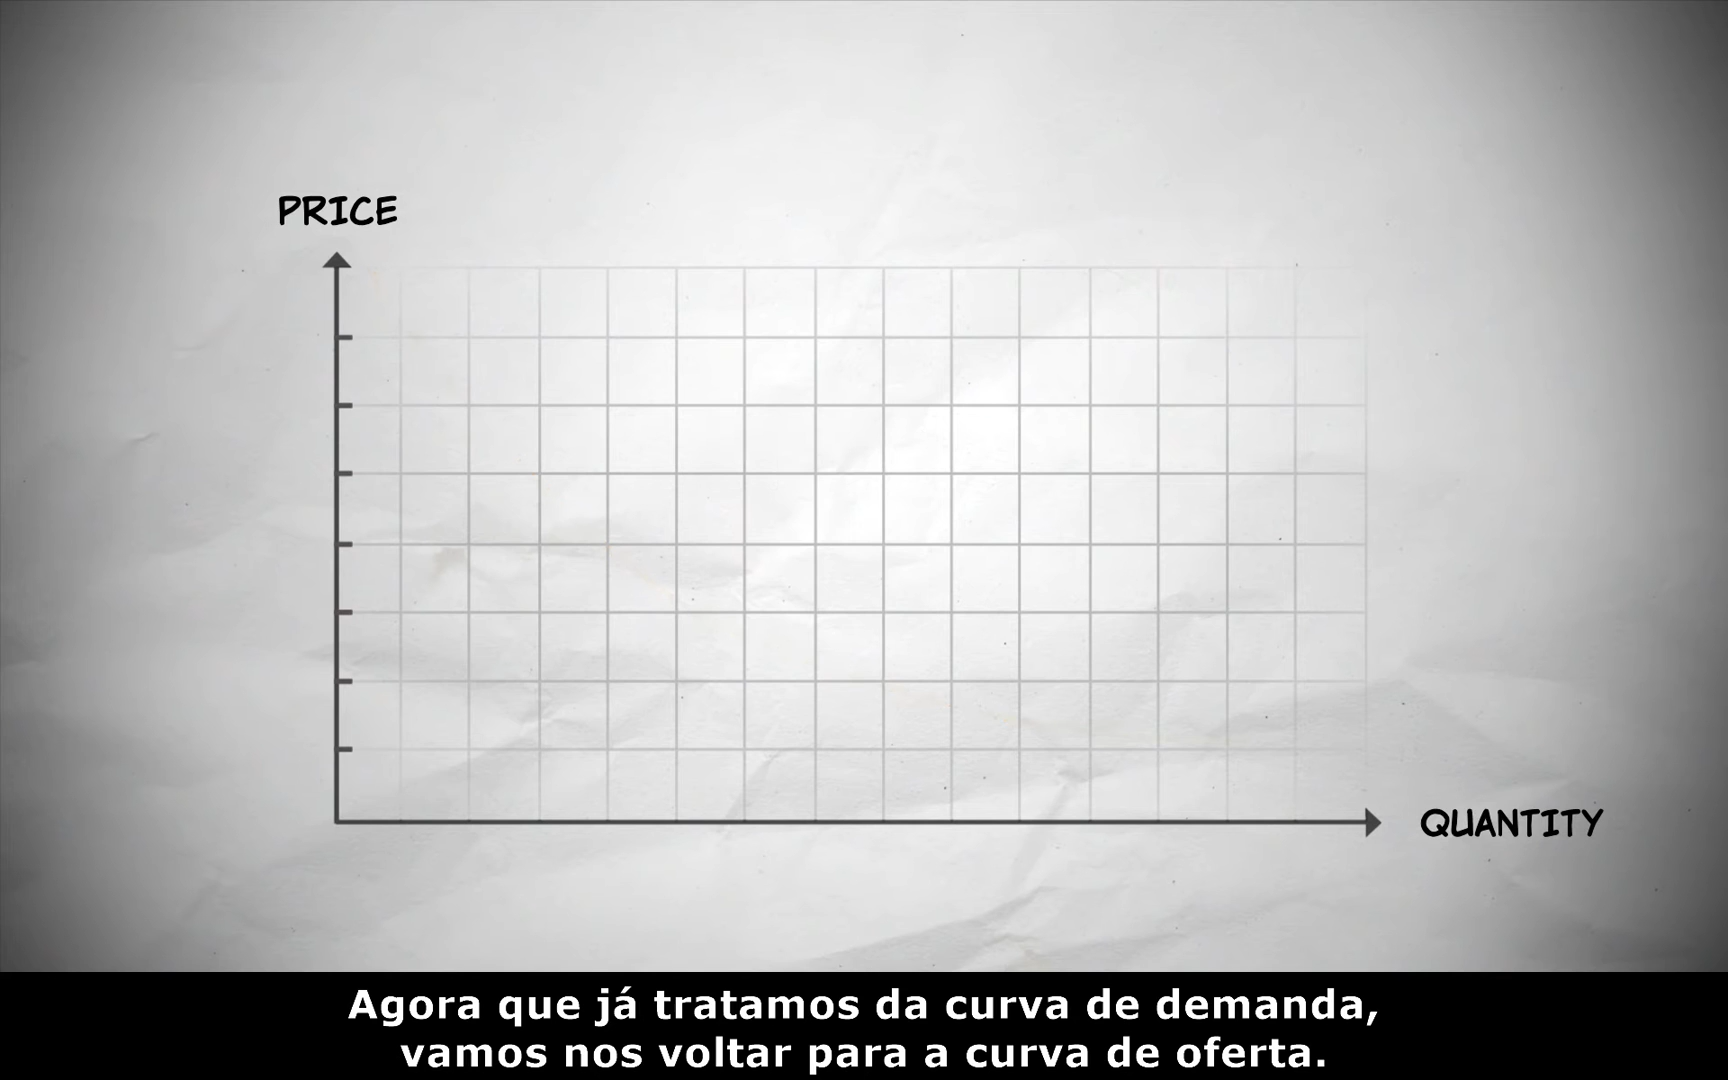 PRICE
QUANTITY
Agora que já tratamos da curva de demanda,
vamos nos voltar para a curva de oferta.